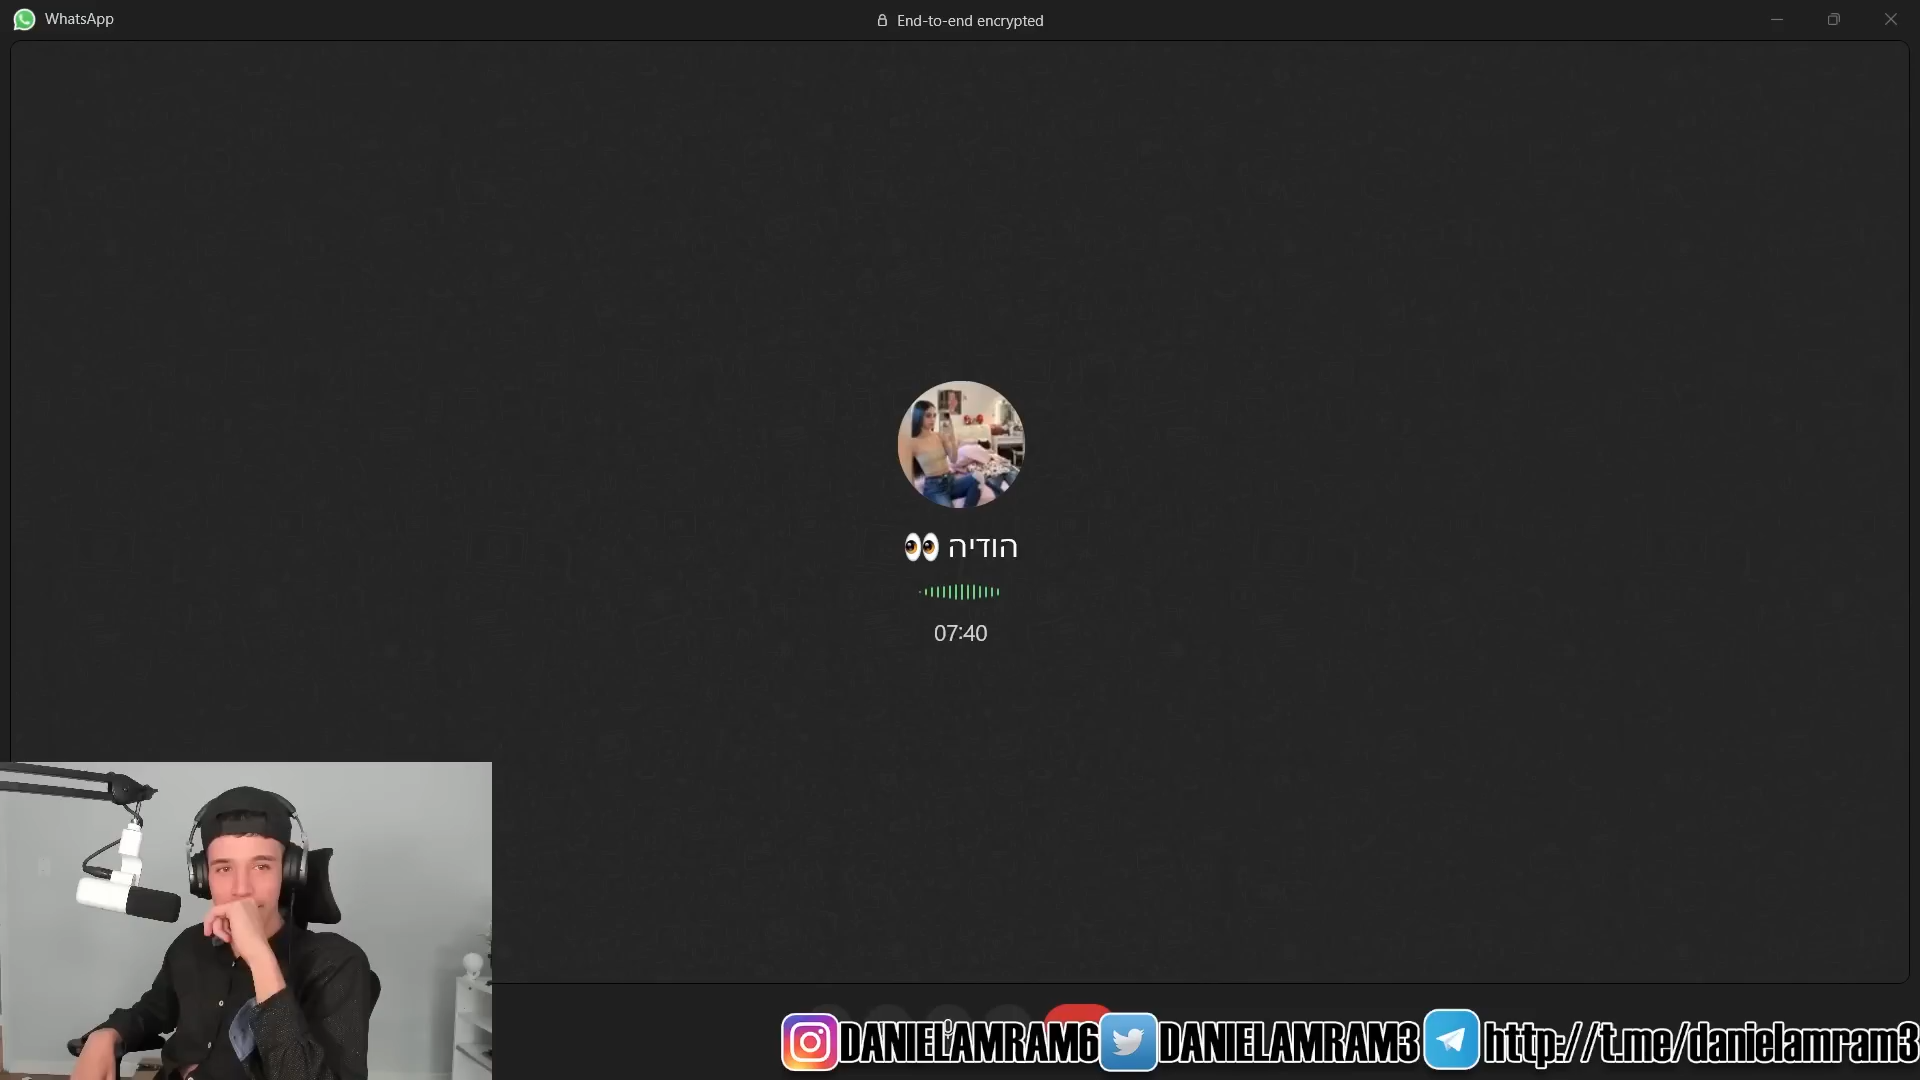 WhatsApp
End-to-end encrypted
הודיה 👀
07:40
DANIELAMRAM6 DANIELAMRAM3 http://t.me/danielamram3